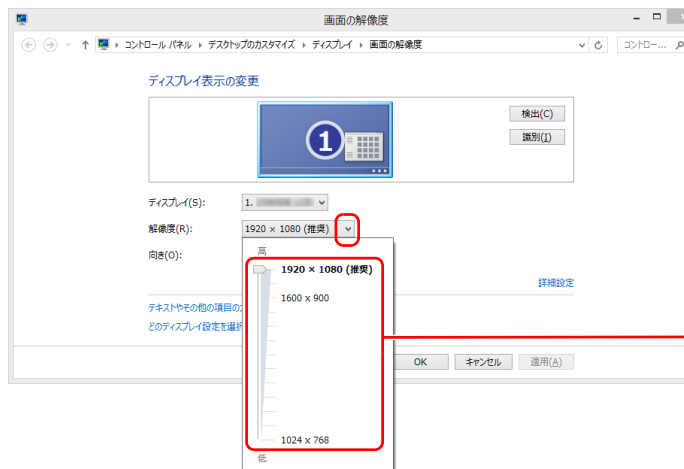 画面の解像度
コントロール パネル ▸ デスクトップのカスタマイズ ▸ ディスプレイ ▸ 画面の解像度
コントロー...
ディスプレイ表示の変更
1
検出(C)
識別(I)
ディスプレイ(S):
1.
解像度(R):
1920 × 1080 (推奨)
向き(O):
高
1920 × 1080 (推奨)
1600 x 900
詳細設定
テキストやその他の項目の
どのディスプレイ設定を選択
OK
キャンセル
適用(A)
1024 x 768
低